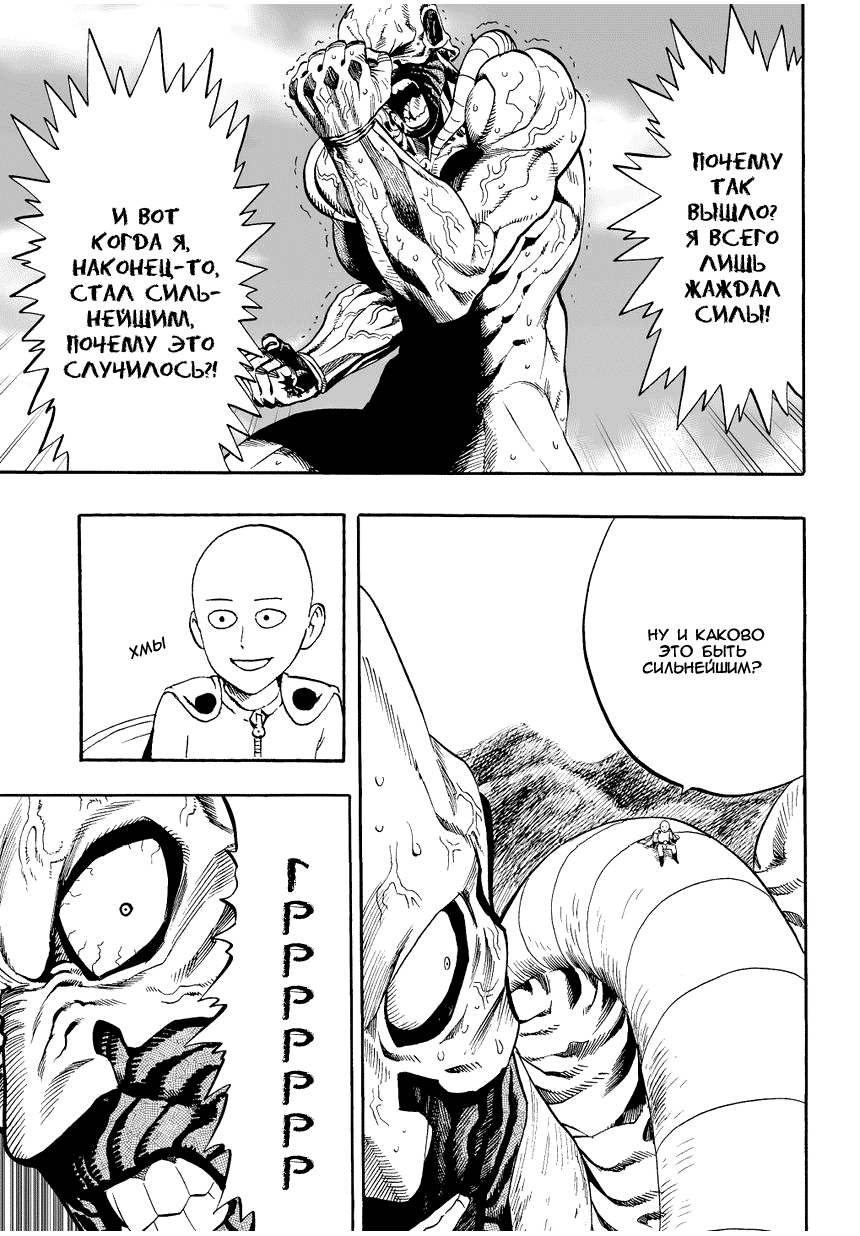 ПОЧЕМУ
ТАК
ВЫШЛО?
Я ВСЕГО
ЛИШЬ
ЖАЖДАЛ
СИЛЫ!
И ВОТ
КОГДА Я,
НАКОНЕЦ-ТО,
СТАЛ СИЛЬ-
НЕЙШИМ,
ПОЧЕМУ ЭТО
СЛУЧИЛОСЬ?!
НУ И КАКОВО
ЭТО БЫТЬ
СИЛЬНЕЙШИМ?
ХМЫ